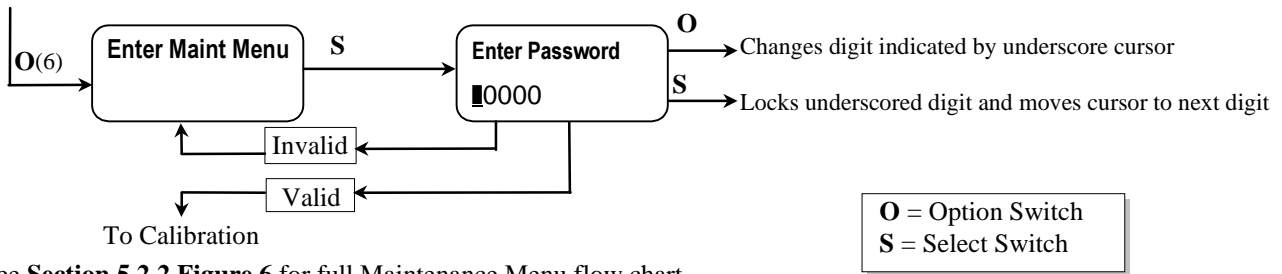 O
Enter Maint Menu
S
Enter Password
Changes digit indicated by underscore cursor
O(6)
0000
S
Locks underscored digit and moves cursor to next digit
Invalid
Valid
To Calibration
O = Option Switch
S = Select Switch
Section 5.2.2 Figure 6 for full Maintenance Menu flow chart